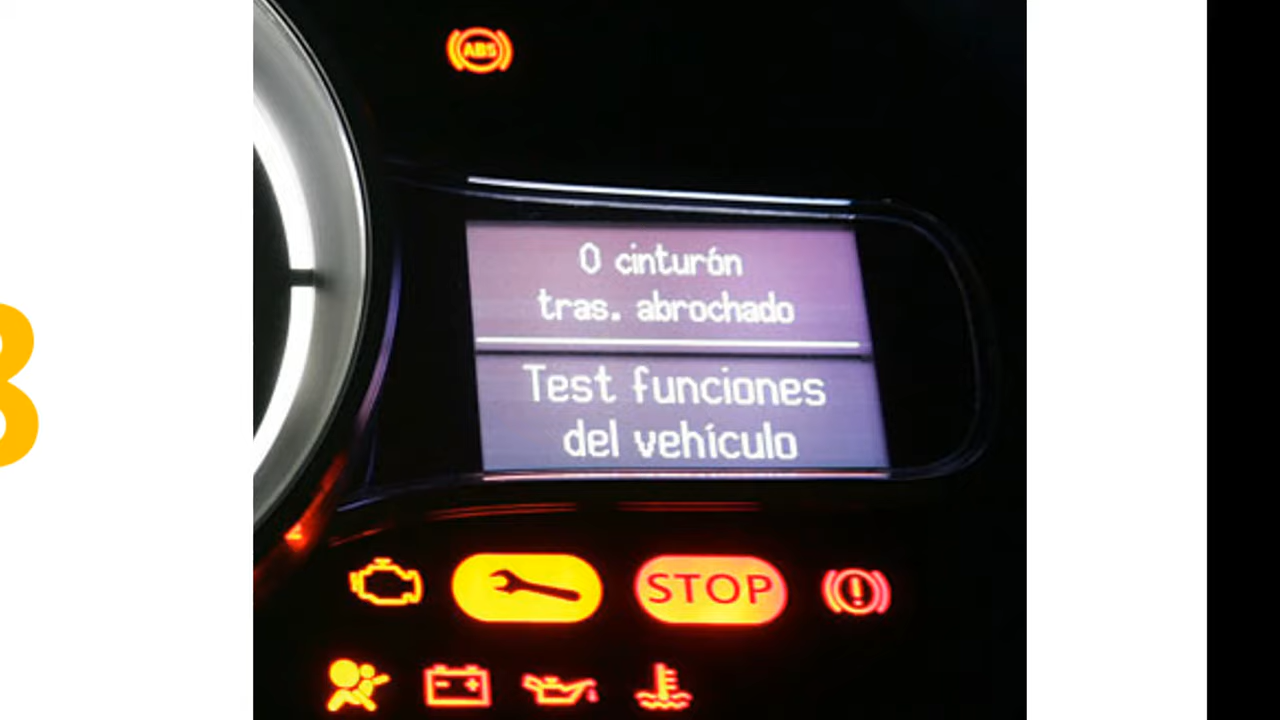 ABS
0 cinturón
tras. abrochado
Test funciones
del vehículo
STOP